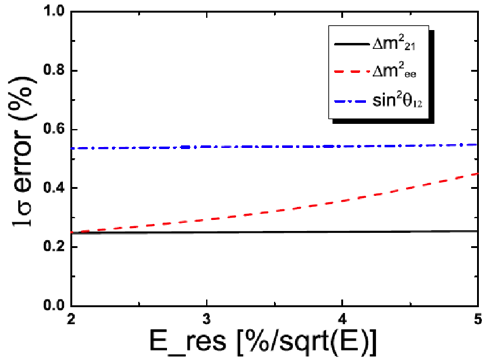 1.0
0.8
0.6
0.4
0.2
0.0
1σ error (%)
Δm²₂₁
Δm²ₑₑ
sin²θ₁₂
2
3
4
5
E_res [%/sqrt(E)]